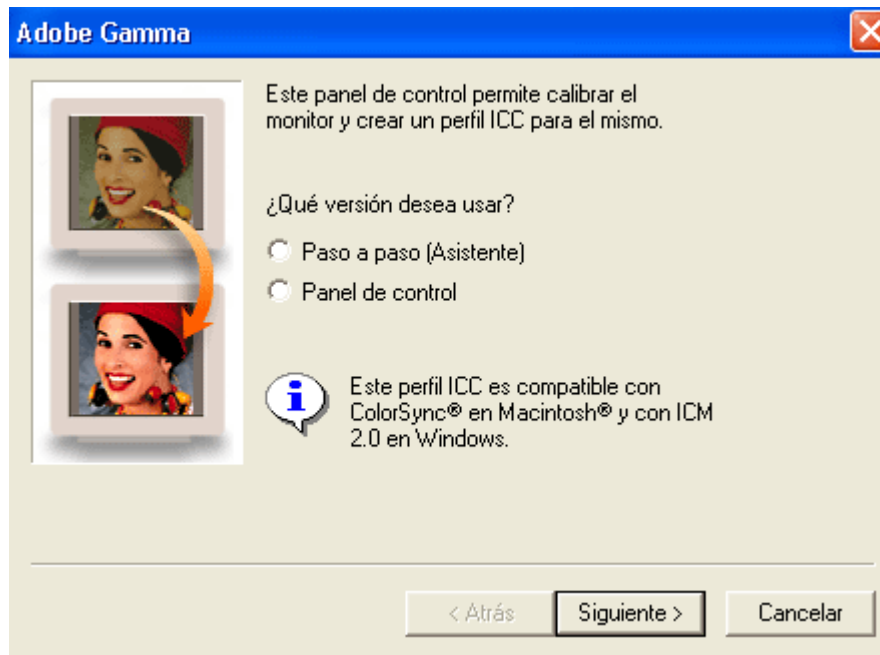 Adobe Gamma
Este panel de control permite calibrar el
monitor y crear un perfil ICC para el mismo.
¿Qué versión desea usar?
Paso a paso (Asistente)
Panel de control
Este perfil ICC es compatible con
ColorSync® en Macintosh® y con ICM
2.0 en Windows.
< Atrás
Siguiente >
Cancelar